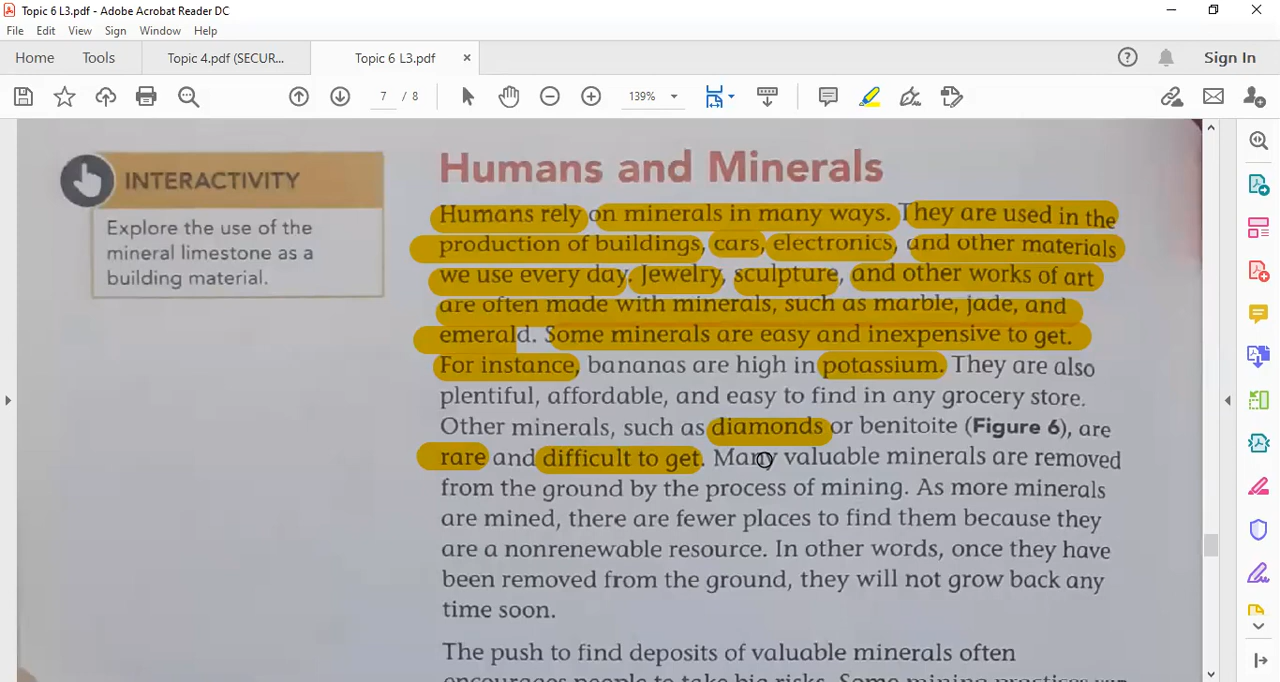 Topic 6 L3.pdf - Adobe Acrobat Reader DC
File Edit View Sign Window Help
Home Tools Topic 4.pdf (SECUR... Topic 6 L3.pdf × Sign In
7 / 8 139%
INTERACTIVITY
Explore the use of the
mineral limestone as a
building material.
Humans and Minerals
Humans rely on minerals in many ways. They are used in the
production of buildings, cars, electronics, and other materials
we use every day. Jewelry, sculpture, and other works of art
are often made with minerals, such as marble, jade, and
emerald. Some minerals are easy and inexpensive to get.
For instance, bananas are high in potassium. They are also
plentiful, affordable, and easy to find in any grocery store.
Other minerals, such as diamonds or benitoite (Figure 6), are
rare and difficult to get. Many valuable minerals are removed
from the ground by the process of mining. As more minerals
are mined, there are fewer places to find them because they
are a nonrenewable resource. In other words, once they have
been removed from the ground, they will not grow back any
time soon.
The push to find deposits of valuable minerals often
encourages people to take big risks. Some mining practices